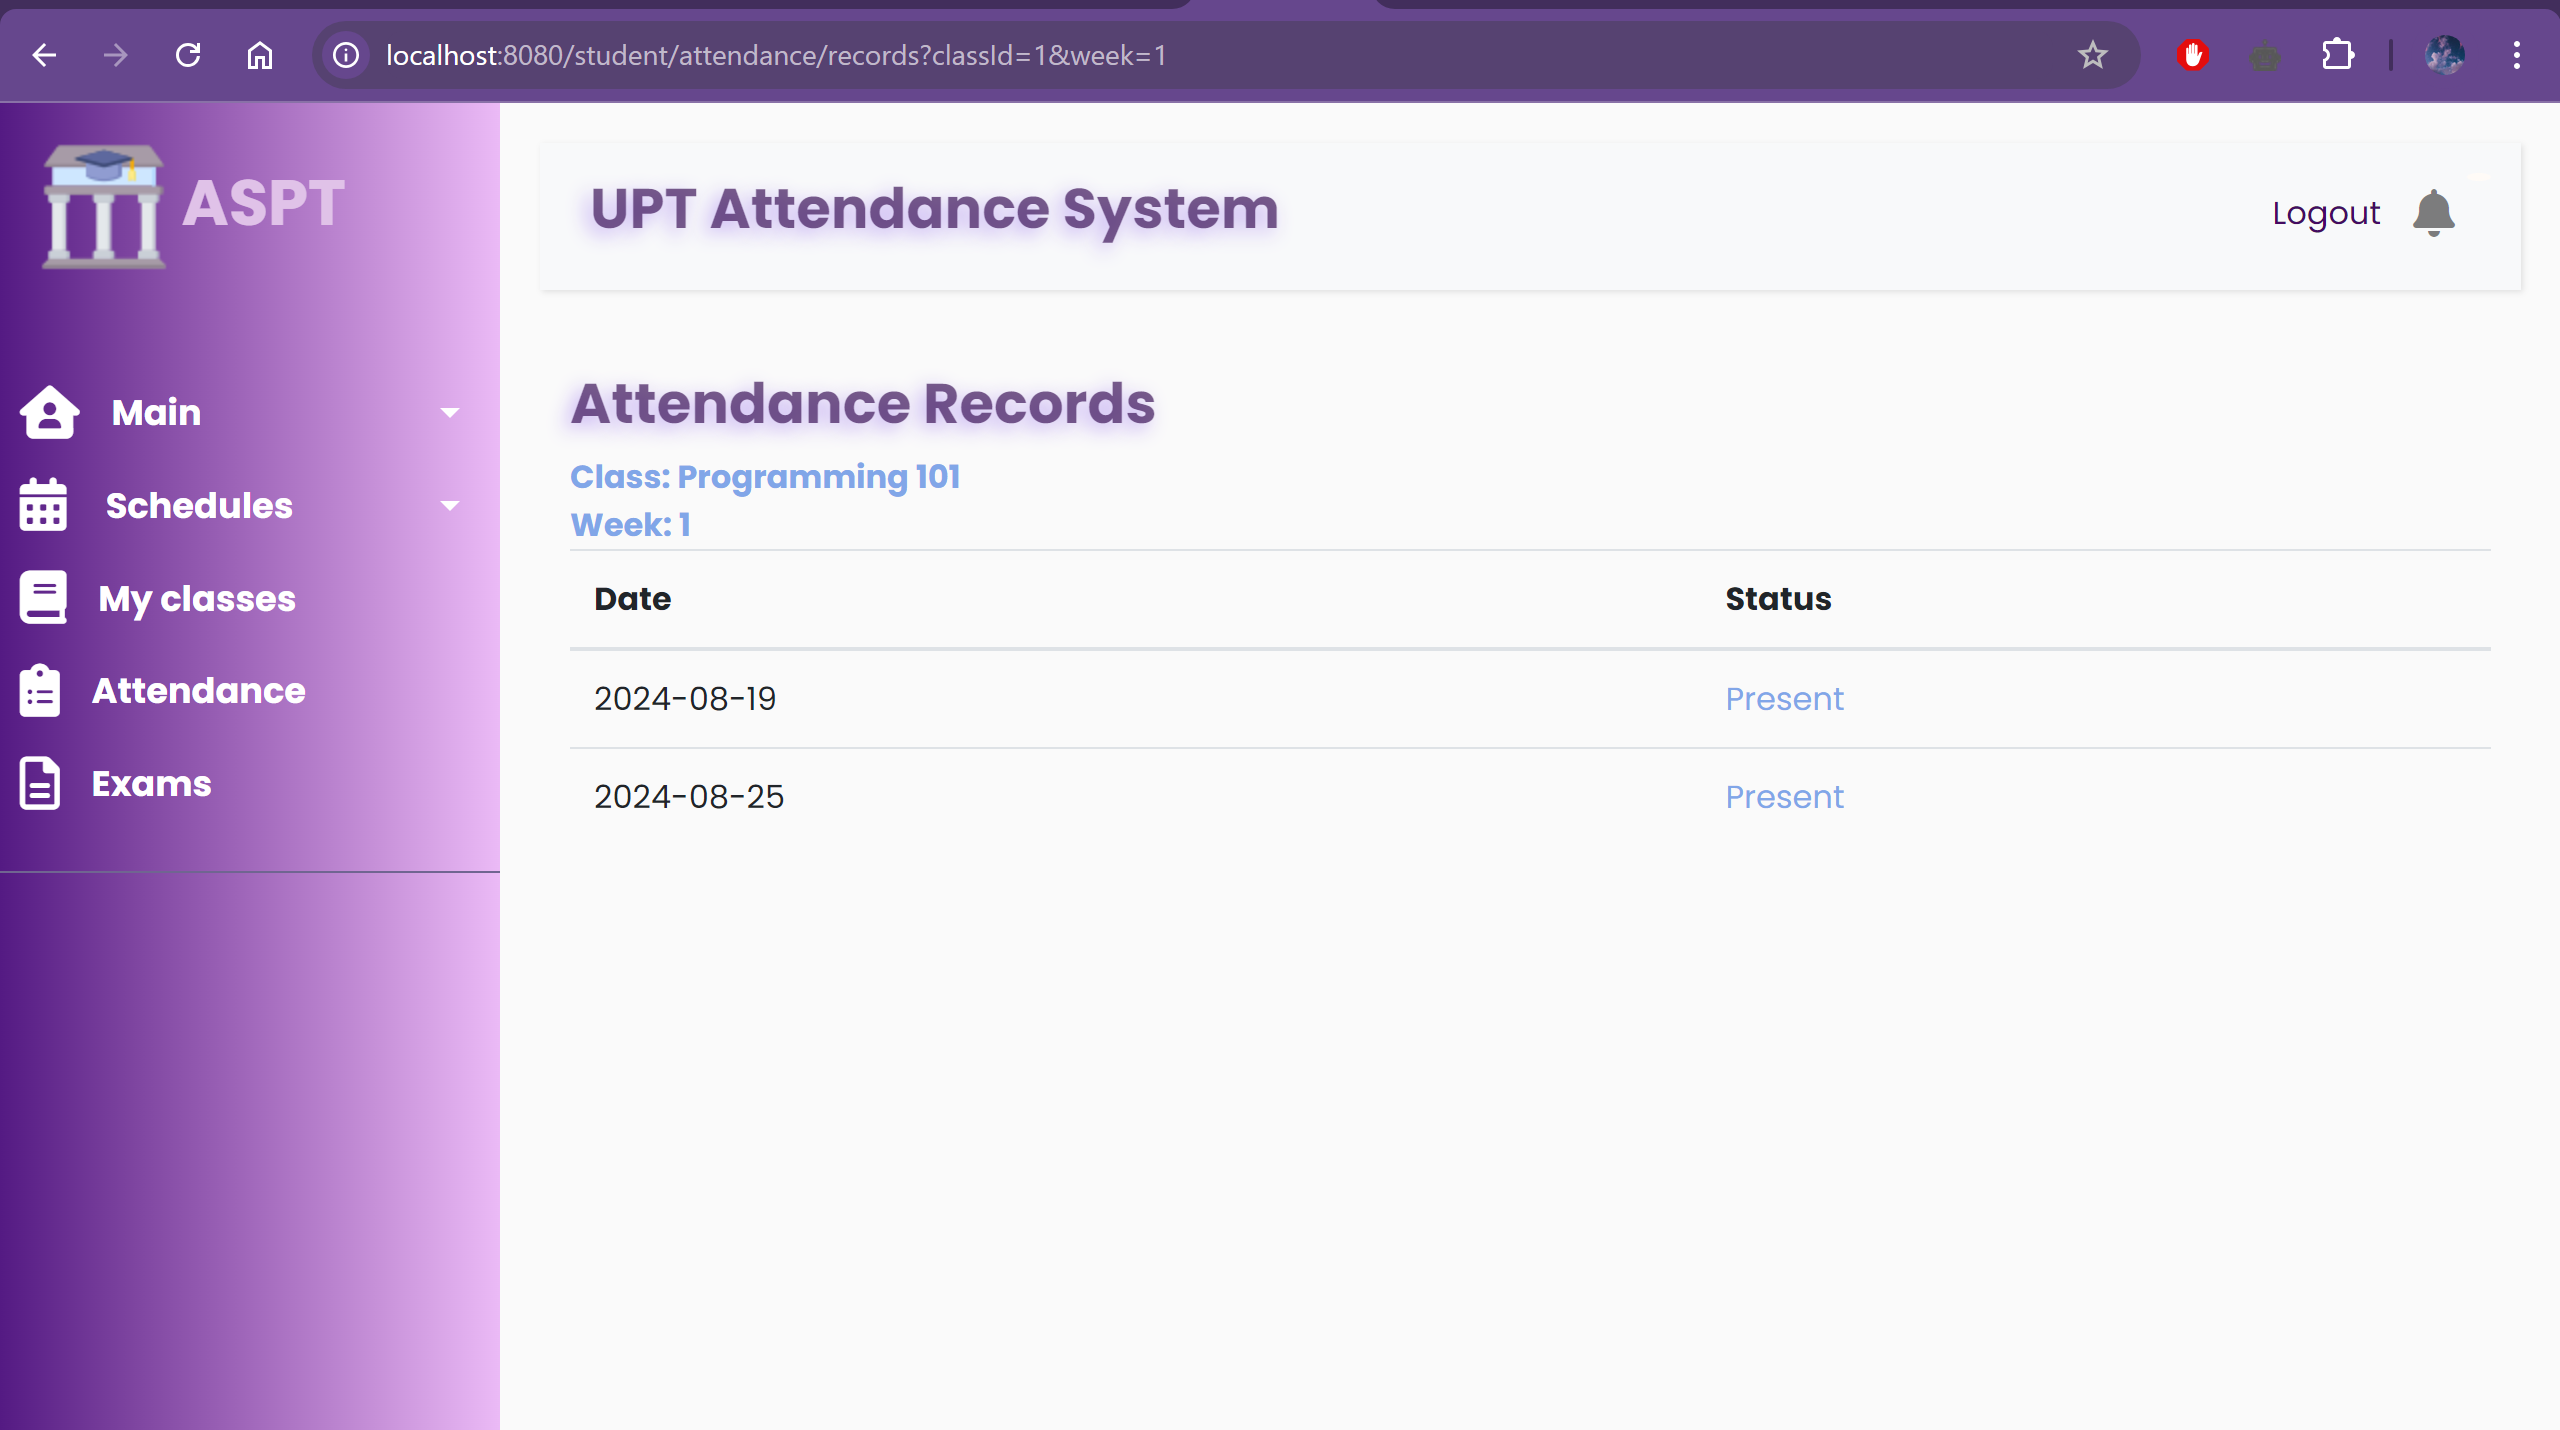 localhost:8080/student/attendance/records?classId=1&week=1
ASPT
UPT Attendance System
Logout
Main
Schedules
My classes
Attendance
Exams
Attendance Records
Class: Programming 101
Week: 1
Date Status
2024-08-19 Present
2024-08-25 Present